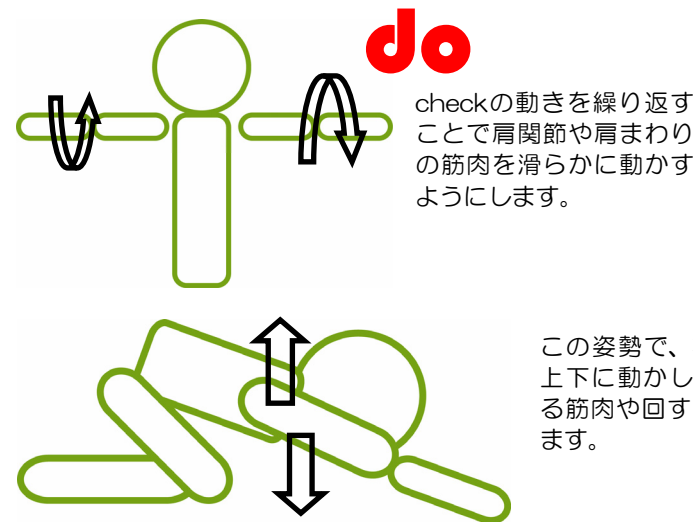 do
checkの動きを繰り返す
ことで肩関節や肩まわり
の筋肉を滑らかに動かす
ようにします。
この姿勢で、
上下に動かし
る筋肉や回す
ます。